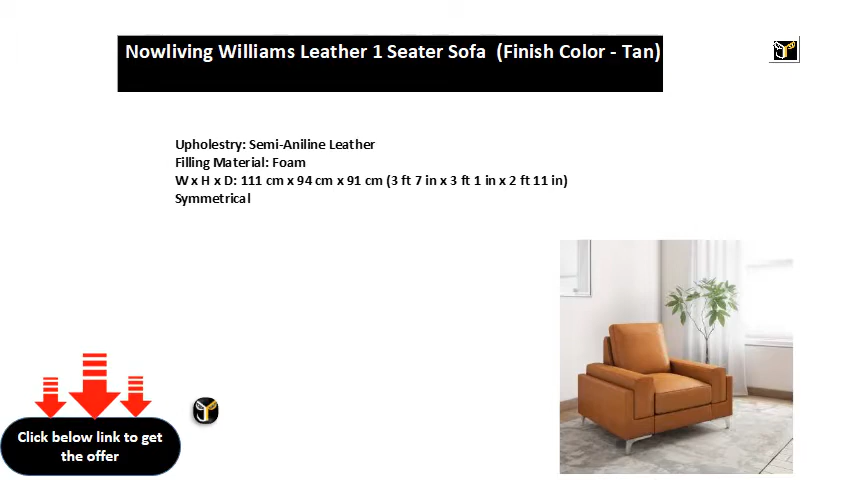 Nowliving Williams Leather 1 Seater Sofa  (Finish Color - Tan)
Upholestry: Semi-Aniline Leather
Filling Material: Foam
W x H x D: 111 cm x 94 cm x 91 cm (3 ft 7 in x 3 ft 1 in x 2 ft 11 in)
Symmetrical
Click below link to get
the offer